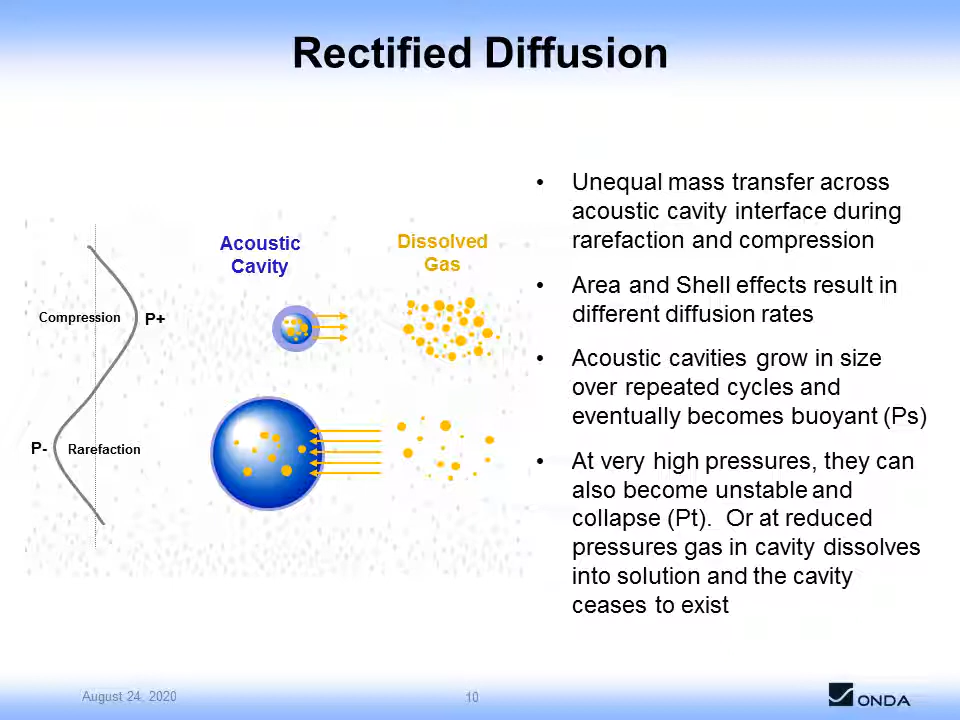 Rectified Diffusion
Acoustic
Cavity
Dissolved
Gas
Compression
P+
P-
Rarefaction
• Unequal mass transfer across
acoustic cavity interface during
rarefaction and compression
• Area and Shell effects result in
different diffusion rates
• Acoustic cavities grow in size
over repeated cycles and
eventually becomes buoyant (Ps)
• At very high pressures, they can
also become unstable and
collapse (Pt). Or at reduced
pressures gas in cavity dissolves
into solution and the cavity
ceases to exist
August 24, 2020
10
ONDA